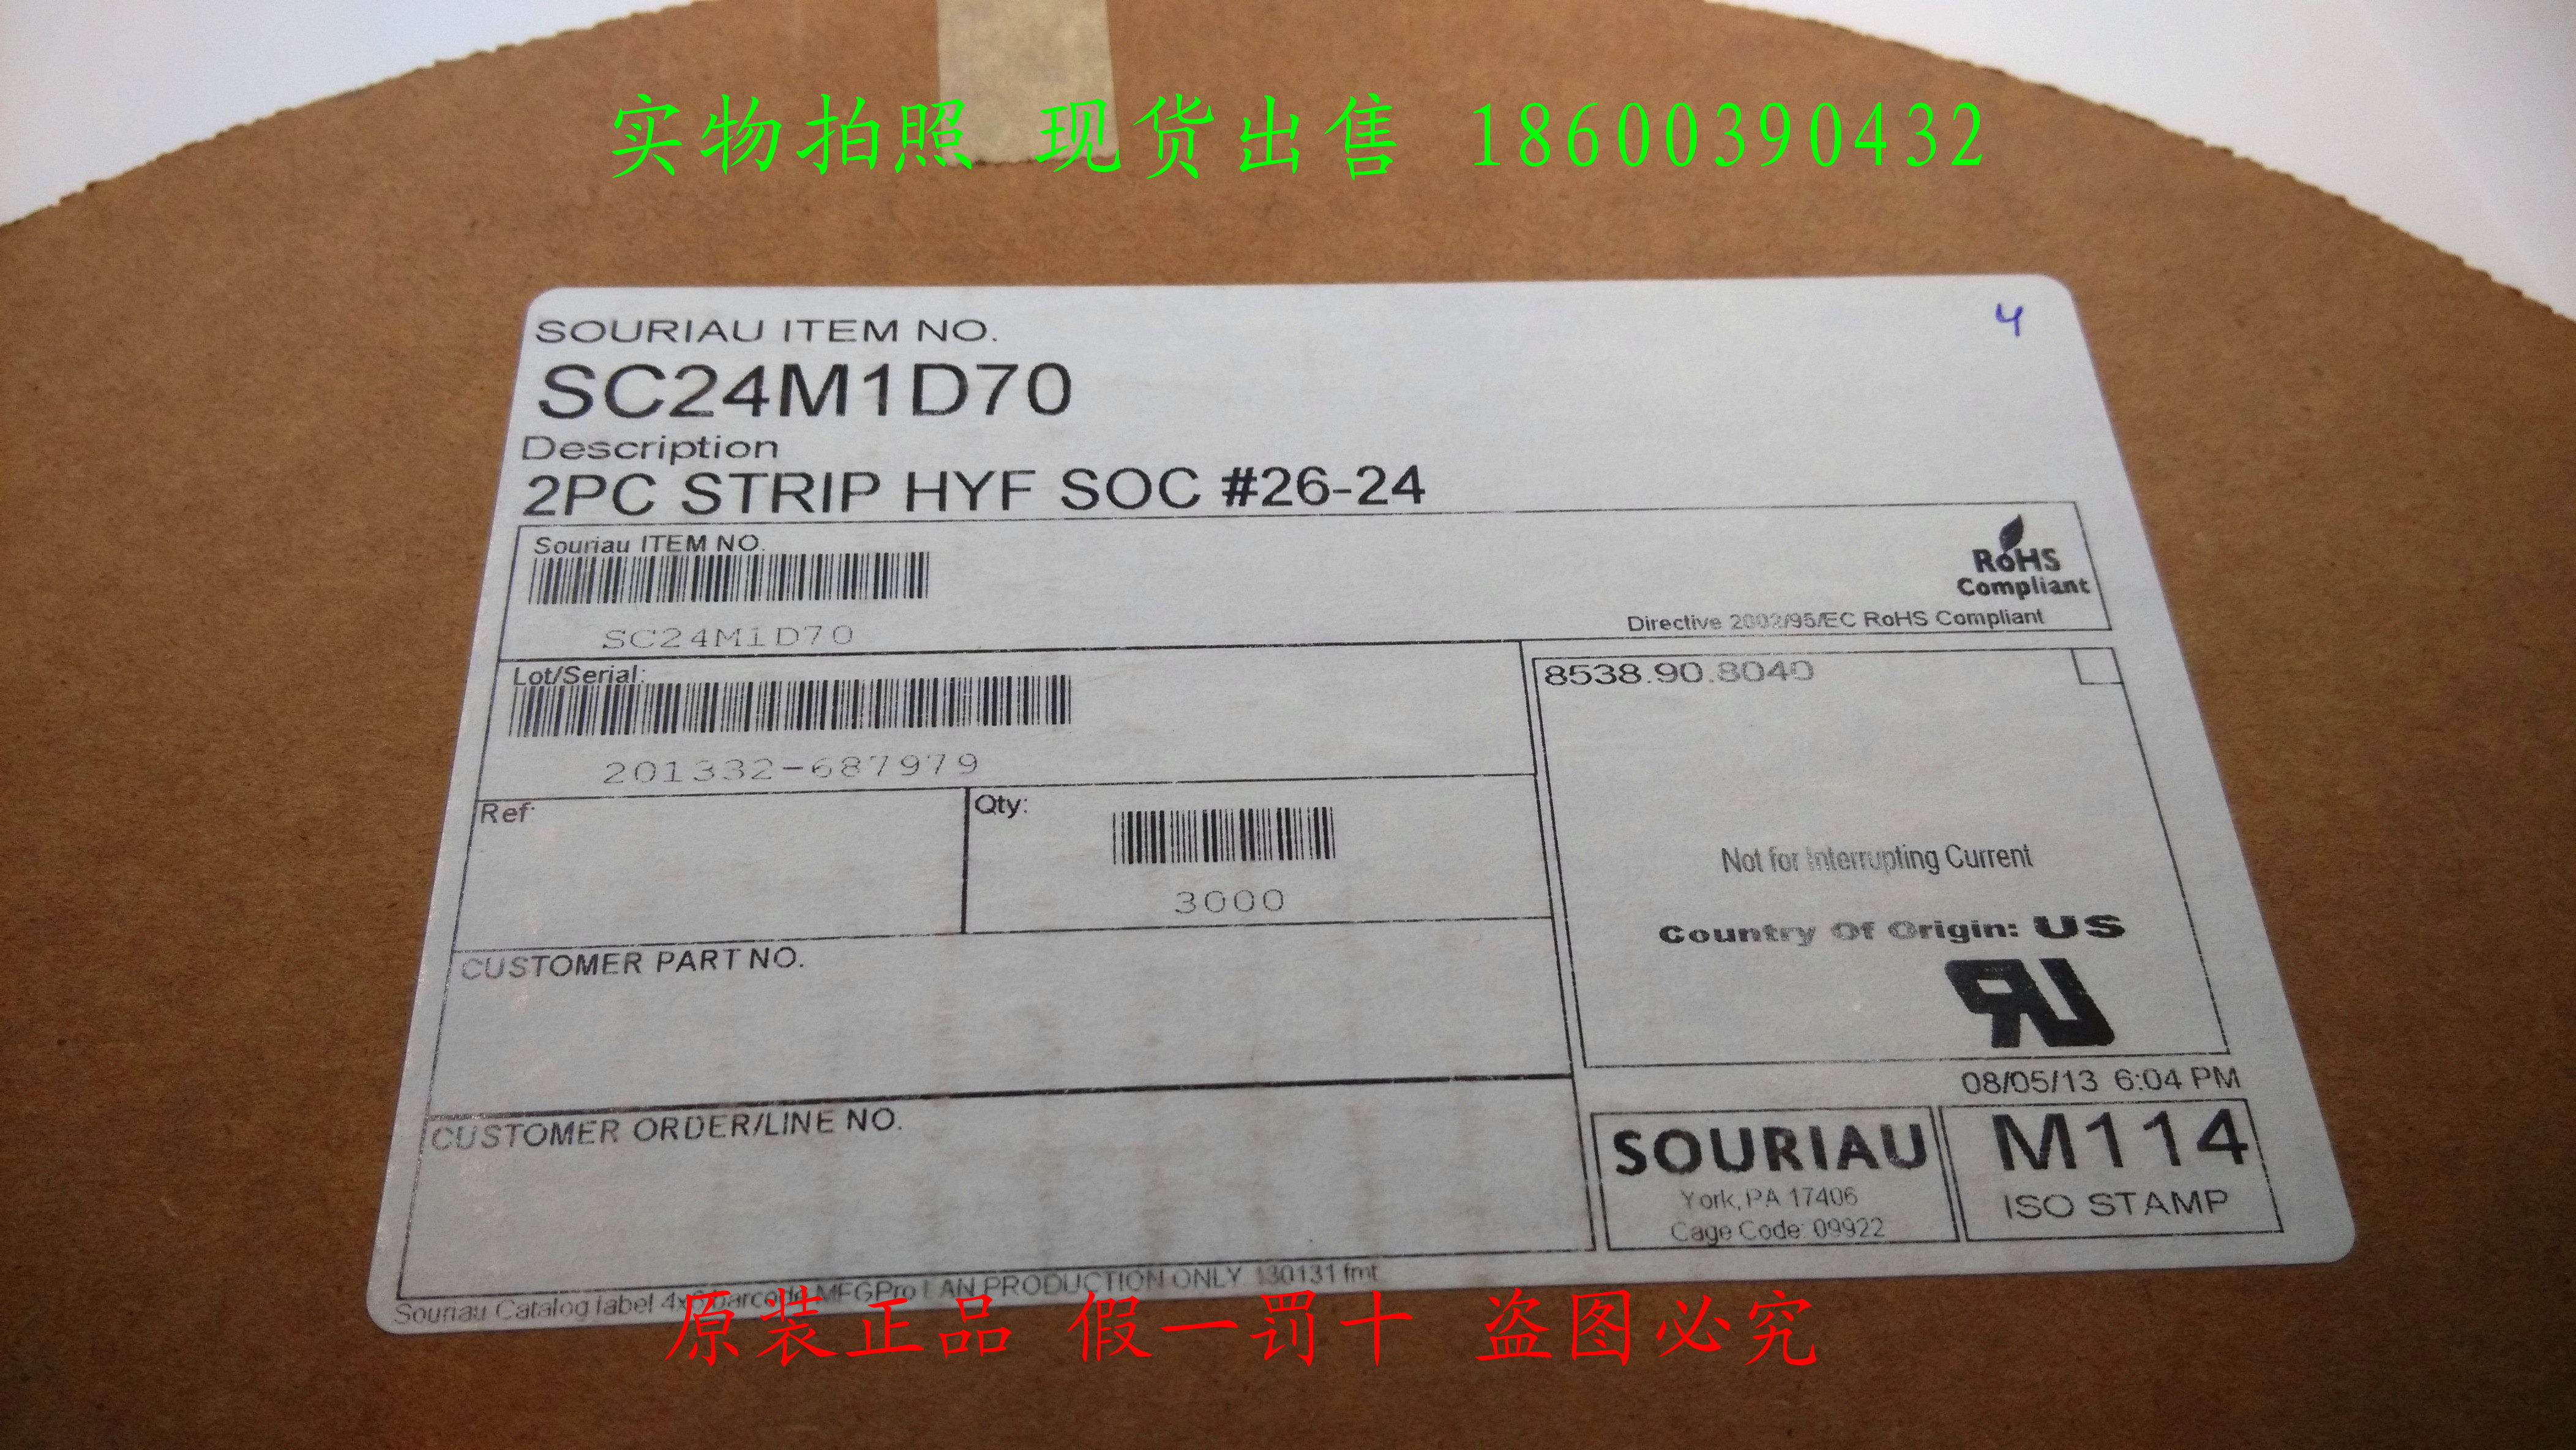 实物拍照 现货出售 18600390432
4
SOURIAU ITEM NO.
SC24M1D70
Description
2PC STRIP HYF SOC #26-24
Souriau ITEM NO.
SC24M1D70
RoHS
Compliant
Directive 2002/95/EC RoHS Compliant
Lot/Serial:
201332-687979
8538.90.8040
Ref:
Qty:
3000
Not for Interrupting Current
Country Of Origin: US
RU
CUSTOMER PART NO.
08/05/13 6:04 PM
CUSTOMER ORDER/LINE NO.
SOURIAU
York, PA 17406
Cage Code: 09922
M114
ISO STAMP
Souriau Catalog label 4x6 barcode MFGPro LAN PRODUCTION ONLY 130131 fmt
原装正品 假一罚十 盗图必究